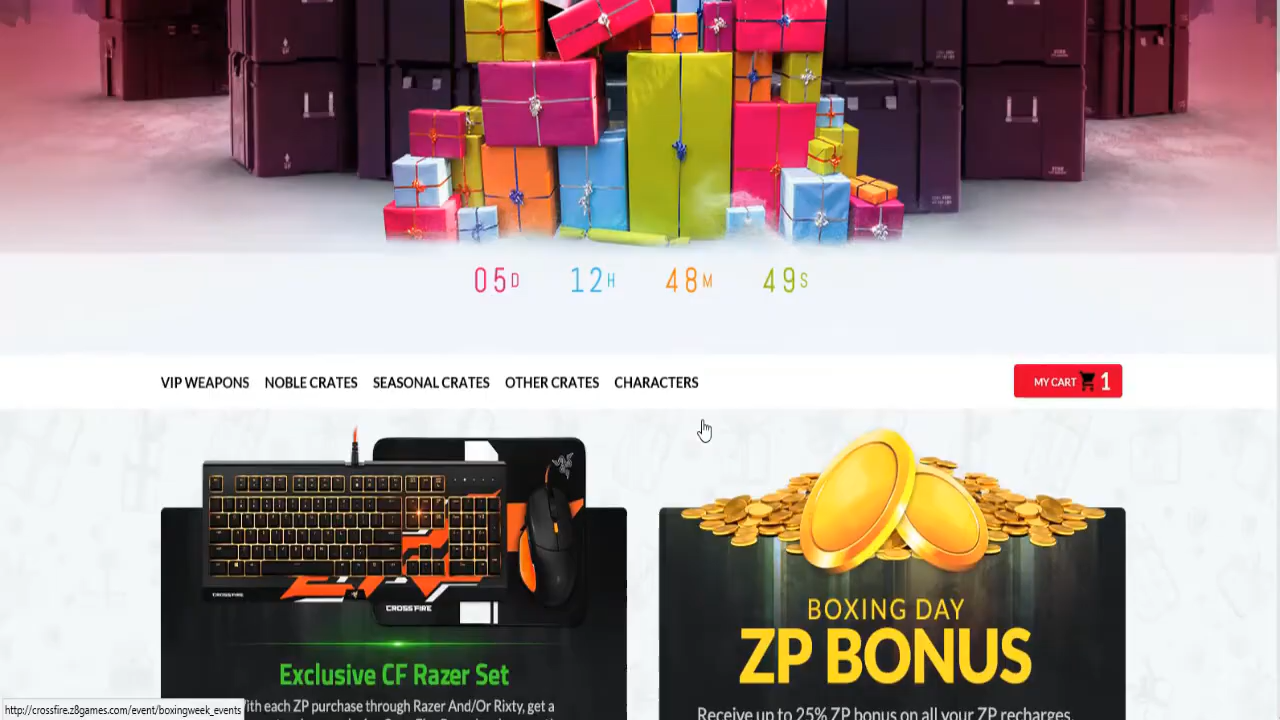 05D 12H 48M 49S
VIP WEAPONS NOBLE CRATES SEASONAL CRATES OTHER CRATES CHARACTERS MY CART 1
CROSSFIRE
CROSSFIRE
Exclusive CF Razer Set
With each ZP purchase through Razer And/Or Rixty, get a
BOXING DAY
ZP BONUS
Receive up to 25% ZP bonus on all your ZP recharges.
http://crossfire.z8games.com/event/boxingweek_events